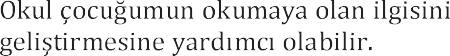 Okul çocuğumun okumaya olan ilgisini
geliştirmesine yardımcı olabilir.